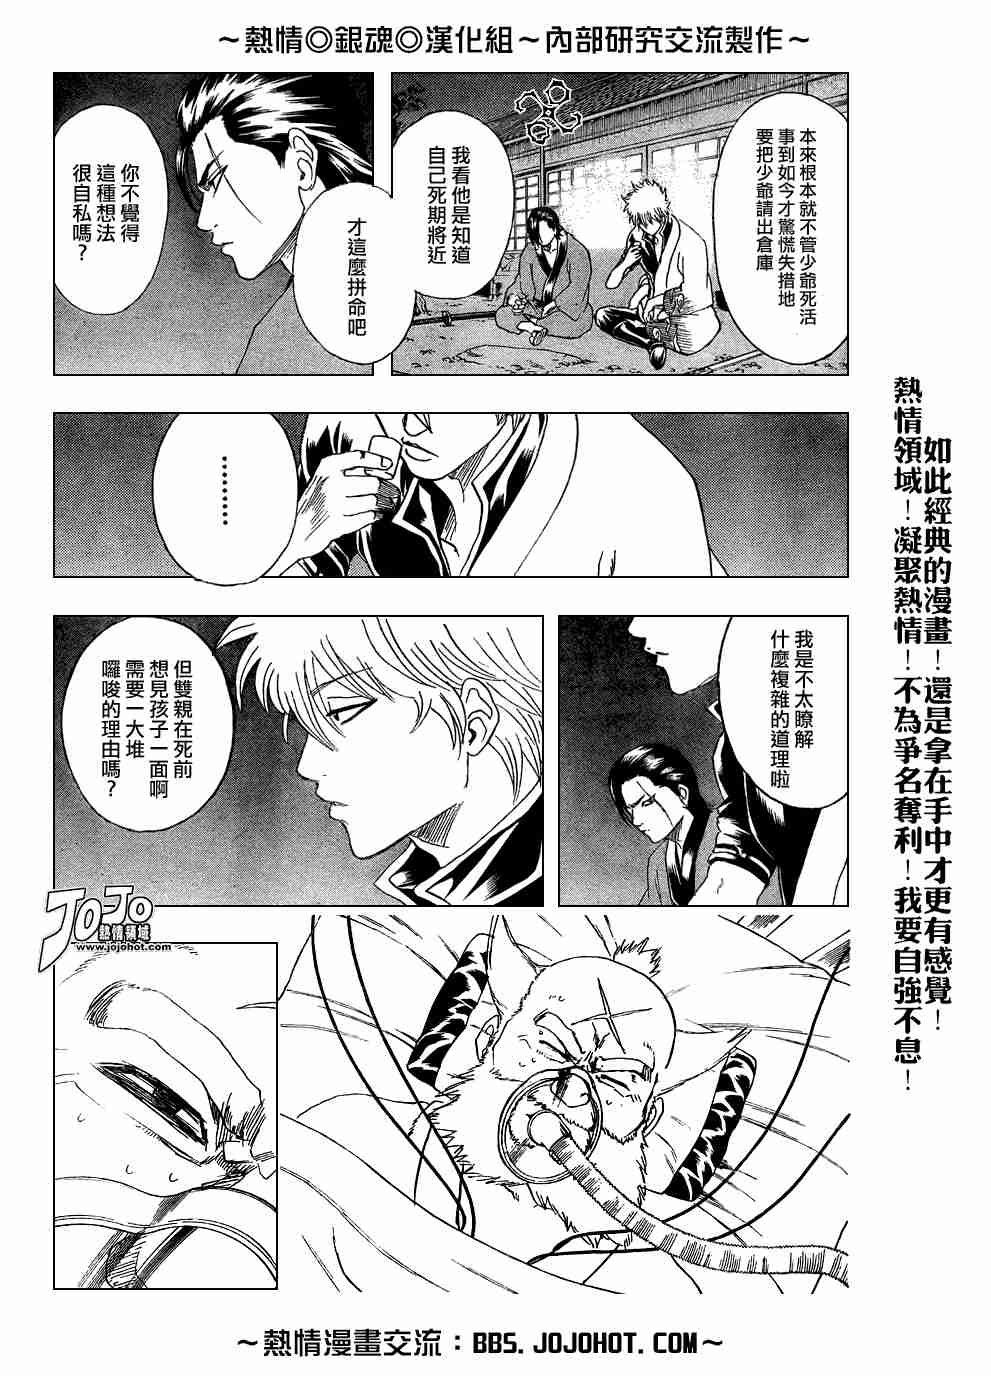 ～熱情◎銀魂◎漢化組～內部研究交流製作～
本來根本就不管少爺死活
事到如今才驚慌失措地
要把少爺請出倉庫
我看他是知道
自己死期將近
才這麼拼命吧
你不覺得
這種想法
很自私嗎？
………
我是不太瞭解
什麼複雜的道理啦
但雙親在死前
想見孩子一面啊
需要一大堆
囉唆的理由嗎？
JOJO
熱情領域
www.jojohot.com
如此經典的漫畫！還是拿在手中才更有感覺！
熱情領域！凝聚熱情！不為爭名奪利！我要自強不息！
～熱情漫畫交流：BBS.JOJOHOT.COM～